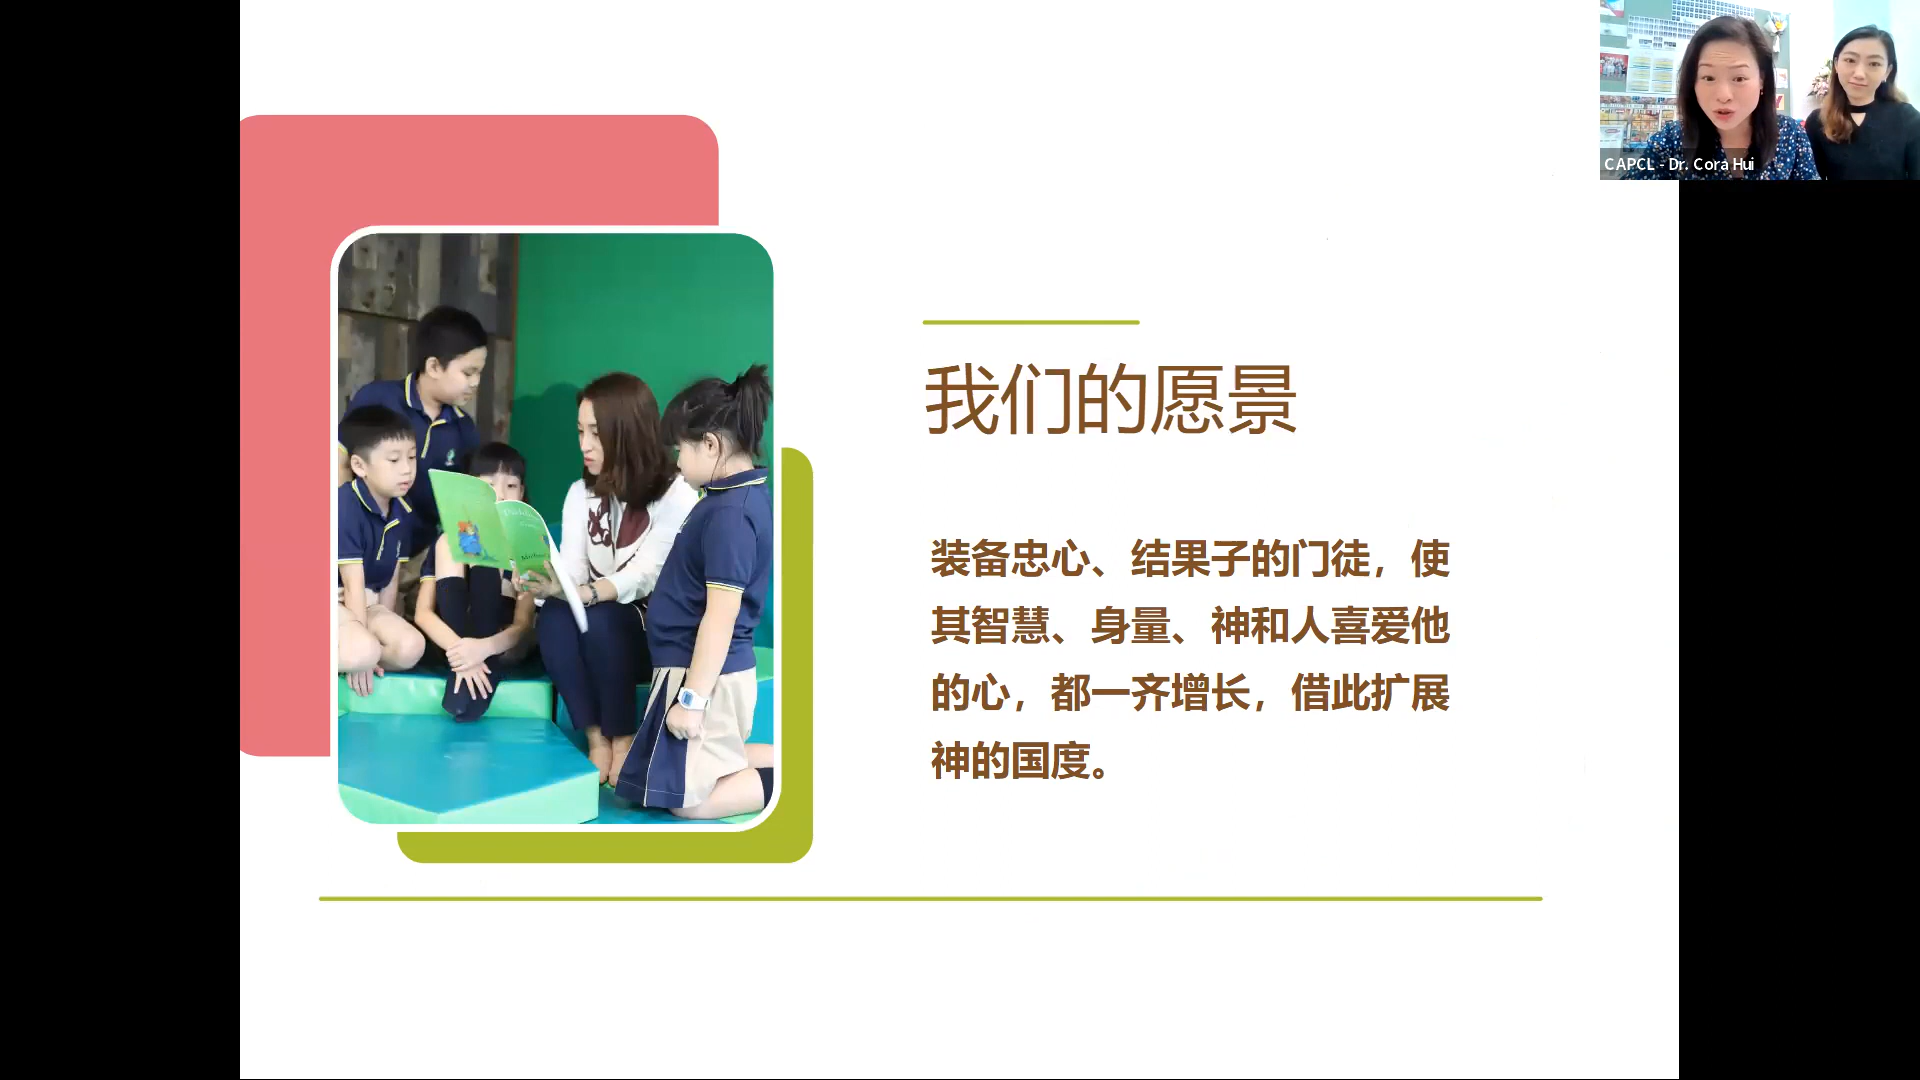 CAPCL - Dr. Cora Hui
我们的愿景
装备忠心、结果子的门徒，使
其智慧、身量、神和人喜爱他
的心，都一齐增长，借此扩展
神的国度。